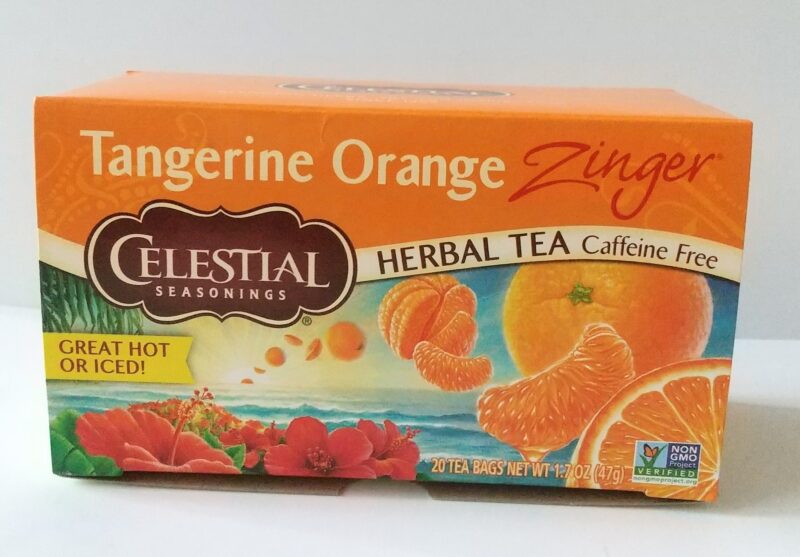 Tangerine Orange Zinger®
CELESTIAL
SEASONINGS®
HERBAL TEA Caffeine Free
GREAT HOT
OR ICED!
20 TEA BAGS NET WT 1.7 OZ (47g)
NON
GMO
Project
VERIFIED
nongmoproject.org